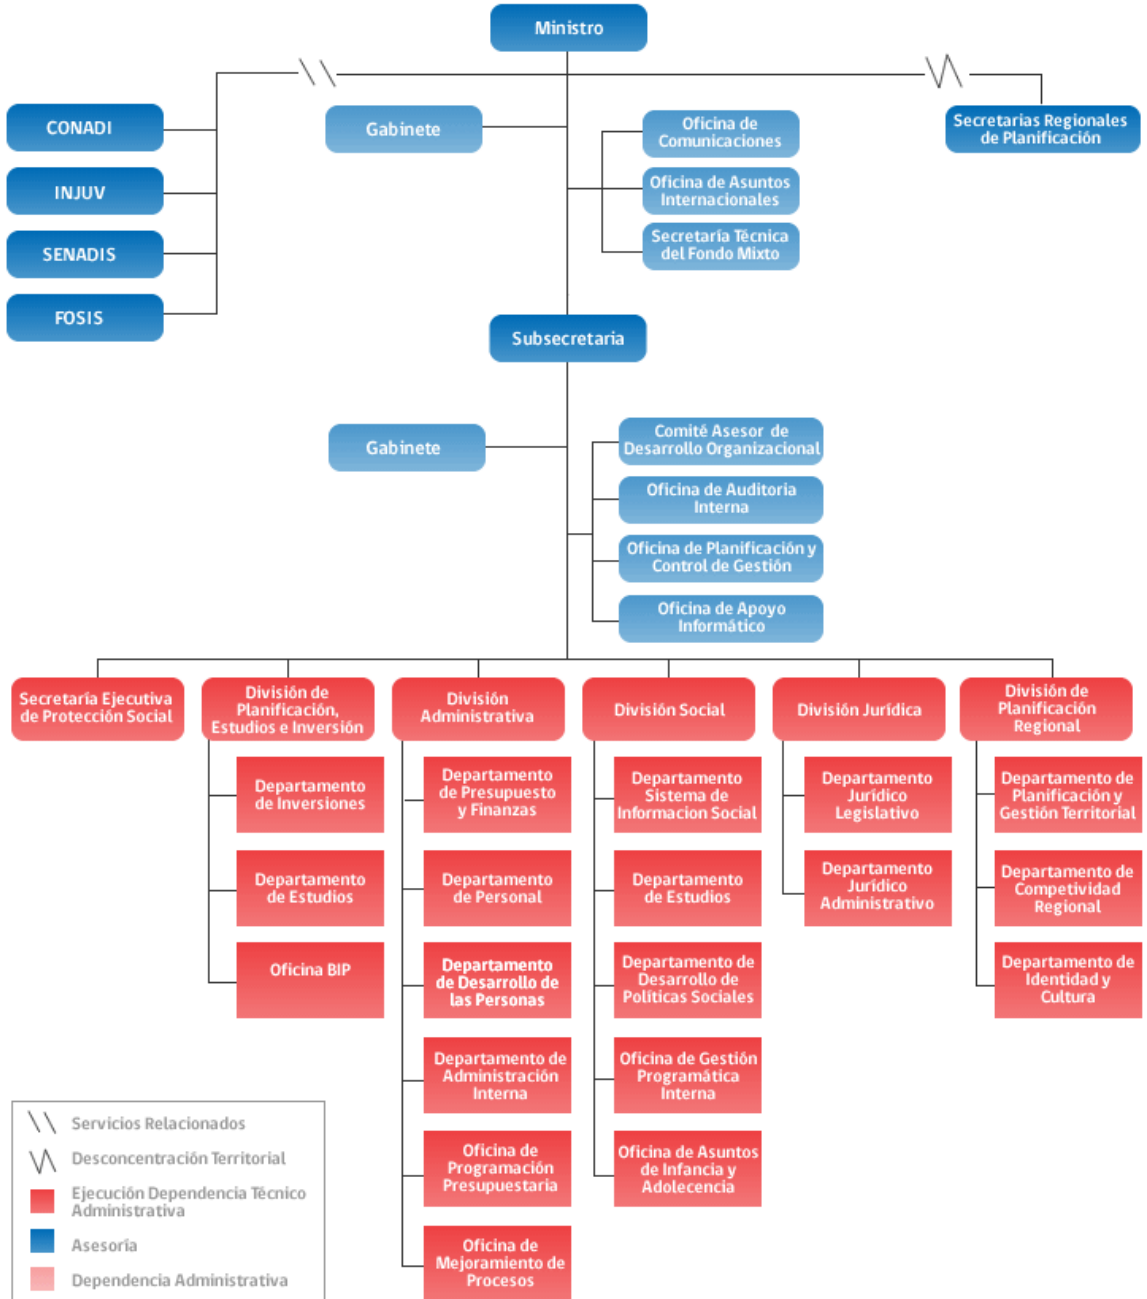 Ministro
CONADI
INJUV
SENADIS
FOSIS
Gabinete
Oficina de
Comunicaciones
Oficina de Asuntos
Internacionales
Secretaría Técnica
del Fondo Mixto
Secretarias Regionales
de Planificación
Subsecretaria
Gabinete
Comité Asesor de
Desarrollo Organizacional
Oficina de Auditoria
Interna
Oficina de Planificación y
Control de Gestión
Oficina de Apoyo
Informático
Secretaría Ejecutiva
de Protección Social
División de
Planificación,
Estudios e Inversión
Departamento
de Inversiones
Departamento
de Estudios
Oficina BIP
División
Administrativa
Departamento
de Presupuesto
y Finanzas
Departamento
de Personal
Departamento
de Desarrollo de
las Personas
Departamento de
Administración
Interna
Oficina de
Programación
Presupuestaria
Oficina de
Mejoramiento de
Procesos
División Social
Departamento
Sistema de
Informacion Social
Departamento
de Estudios
Departamento de
Desarrollo de
Políticas Sociales
Oficina de Gestión
Programática
Interna
Oficina de Asuntos
de Infancia y
Adolecencia
División Jurídica
Departamento
Jurídico
Legislativo
Departamento
Jurídico
Administrativo
División de
Planificación
Regional
Departamento de
Planificación y
Gestión Territorial
Departamento de
Competividad
Regional
Departamento de
Identidad y
Cultura
Servicios Relacionados
Desconcentración Territorial
Ejecución Dependencia Técnico
Administrativa
Asesoría
Dependencia Administrativa